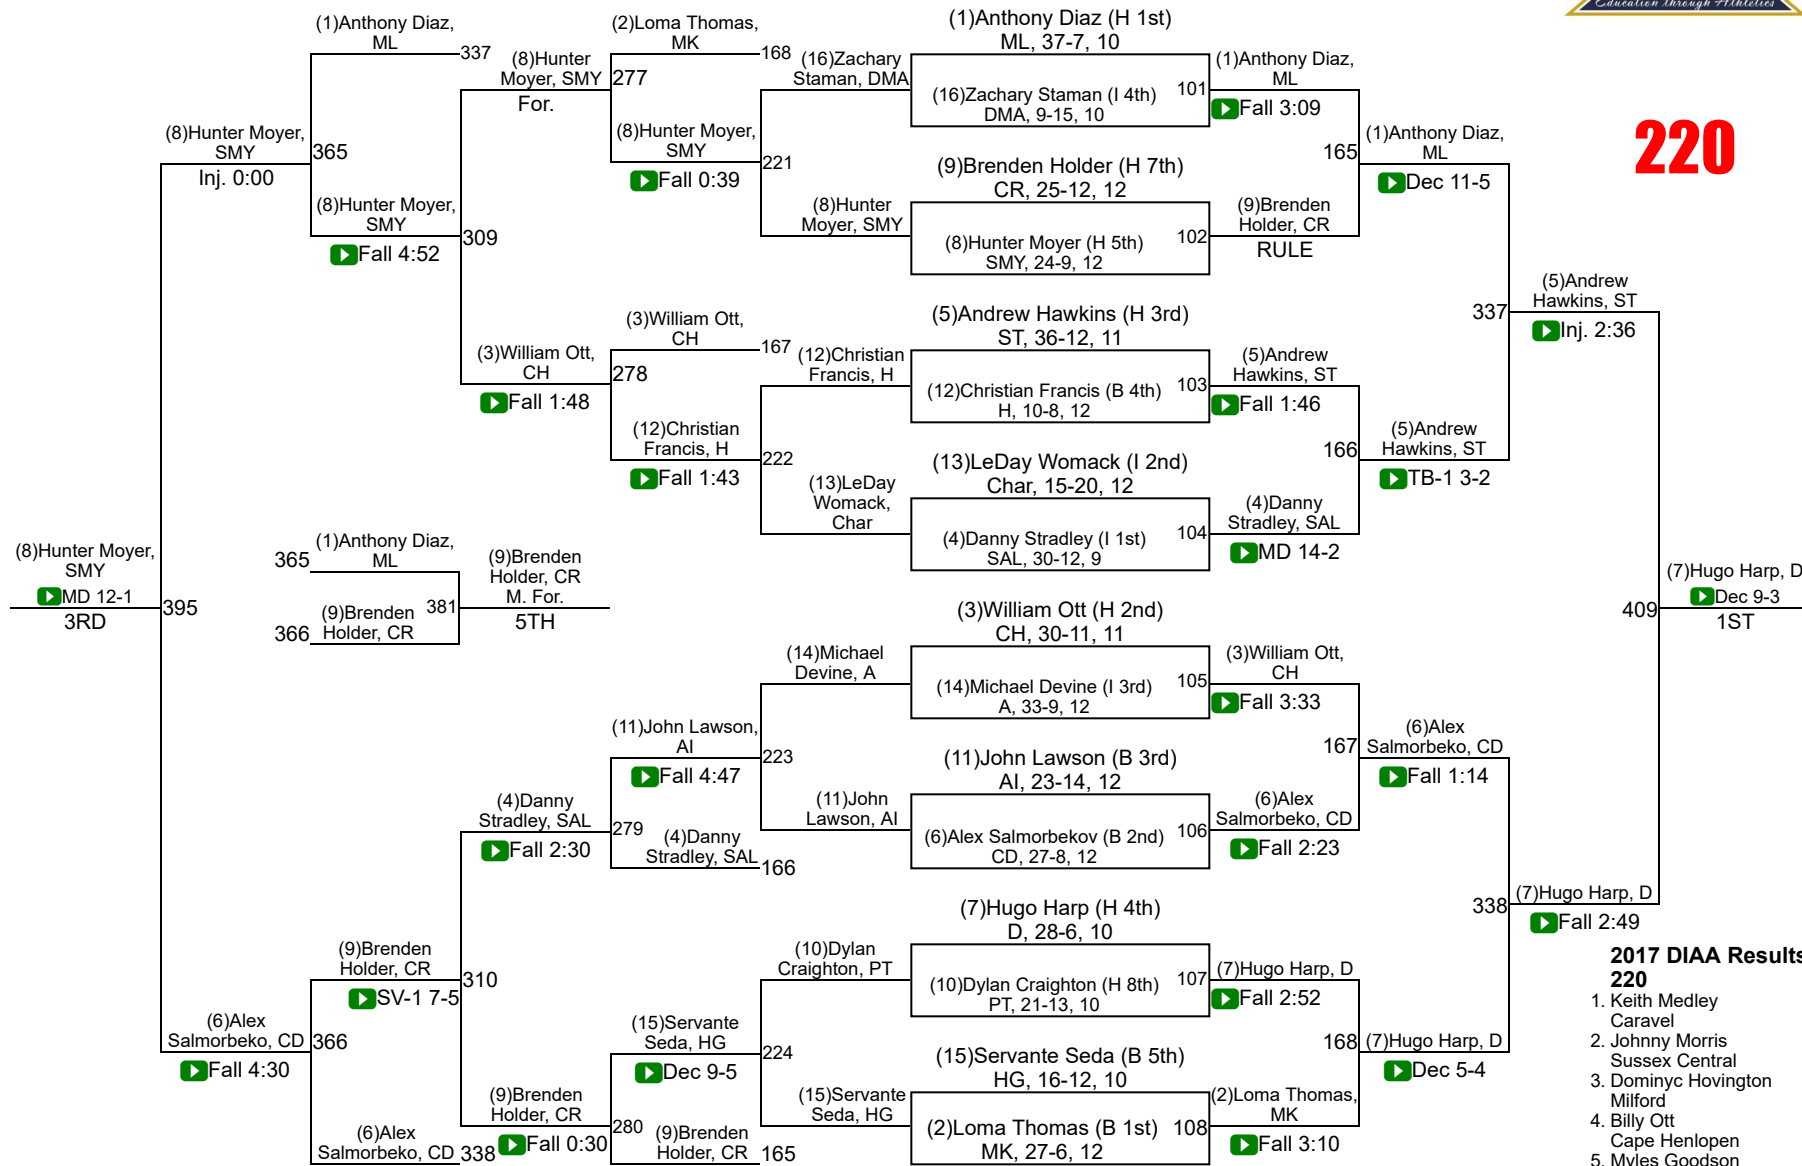 Education through Athletics
220
(1)Anthony Diaz,
ML
337
(8)Hunter Moyer,
SMY
Inj. 0:00
365
(8)Hunter Moyer,
SMY
Fall 4:52
(8)Hunter
Moyer, SMY
For.
309
(3)William Ott,
CH
Fall 1:48
(2)Loma Thomas,
MK
168
277
(8)Hunter Moyer,
SMY
Fall 0:39
(3)William Ott,
CH
167
278
(12)Christian
Francis, H
Fall 1:43
(16)Zachary
Staman, DMA
221
(8)Hunter
Moyer, SMY
(12)Christian
Francis, H
222
(13)LeDay
Womack,
Char
(1)Anthony Diaz (H 1st)
ML, 37-7, 10
(16)Zachary Staman (I 4th)
DMA, 9-15, 10
101
(9)Brenden Holder (H 7th)
CR, 25-12, 12
(8)Hunter Moyer (H 5th)
SMY, 24-9, 12
102
(5)Andrew Hawkins (H 3rd)
ST, 36-12, 11
(12)Christian Francis (B 4th)
H, 10-8, 12
103
(13)LeDay Womack (I 2nd)
Char, 15-20, 12
(4)Danny Stradley (I 1st)
SAL, 30-12, 9
104
(1)Anthony Diaz,
ML
Fall 3:09
165
(9)Brenden
Holder, CR
RULE
(5)Andrew
Hawkins, ST
Fall 1:46
166
(4)Danny
Stradley, SAL
MD 14-2
(1)Anthony Diaz,
ML
Dec 11-5
337
(5)Andrew
Hawkins, ST
TB-1 3-2
(5)Andrew
Hawkins, ST
Inj. 2:36
(8)Hunter Moyer,
SMY
MD 12-1
3RD
395
365
(1)Anthony Diaz,
ML
366
(9)Brenden
Holder, CR
381
(9)Brenden
Holder, CR
M. For.
5TH
409
(7)Hugo Harp, D
Dec 9-3
1ST
(3)William Ott (H 2nd)
CH, 30-11, 11
(14)Michael Devine (I 3rd)
A, 33-9, 12
105
(11)John Lawson (B 3rd)
AI, 23-14, 12
(6)Alex Salmorbekov (B 2nd)
CD, 27-8, 12
106
(7)Hugo Harp (H 4th)
D, 28-6, 10
(10)Dylan Craighton (H 8th)
PT, 21-13, 10
107
(15)Servante Seda (B 5th)
HG, 16-12, 10
(2)Loma Thomas (B 1st)
MK, 27-6, 12
108
(14)Michael
Devine, A
223
(11)John
Lawson, AI
(10)Dylan
Craighton, PT
224
(15)Servante
Seda, HG
(11)John Lawson,
AI
Fall 4:47
279
(4)Danny
Stradley, SAL
166
(15)Servante
Seda, HG
Dec 9-5
280
(9)Brenden
Holder, CR
165
(4)Danny
Stradley, SAL
Fall 2:30
310
(9)Brenden
Holder, CR
Fall 0:30
(9)Brenden
Holder, CR
SV-1 7-5
366
(6)Alex
Salmorbeko, CD
338
(6)Alex
Salmorbeko, CD
Fall 4:30
(3)William Ott,
CH
Fall 3:33
167
(6)Alex
Salmorbeko, CD
Fall 2:23
(7)Hugo Harp, D
Fall 2:52
168
(2)Loma Thomas,
MK
Fall 3:10
(6)Alex
Salmorbeko, CD
Fall 1:14
338
(7)Hugo Harp, D
Dec 5-4
(7)Hugo Harp, D
Fall 2:49
2017 DIAA Results
220
1. Keith Medley
Caravel
2. Johnny Morris
Sussex Central
3. Dominyc Hovington
Milford
4. Billy Ott
Cape Henlopen
5. Myles Goodson